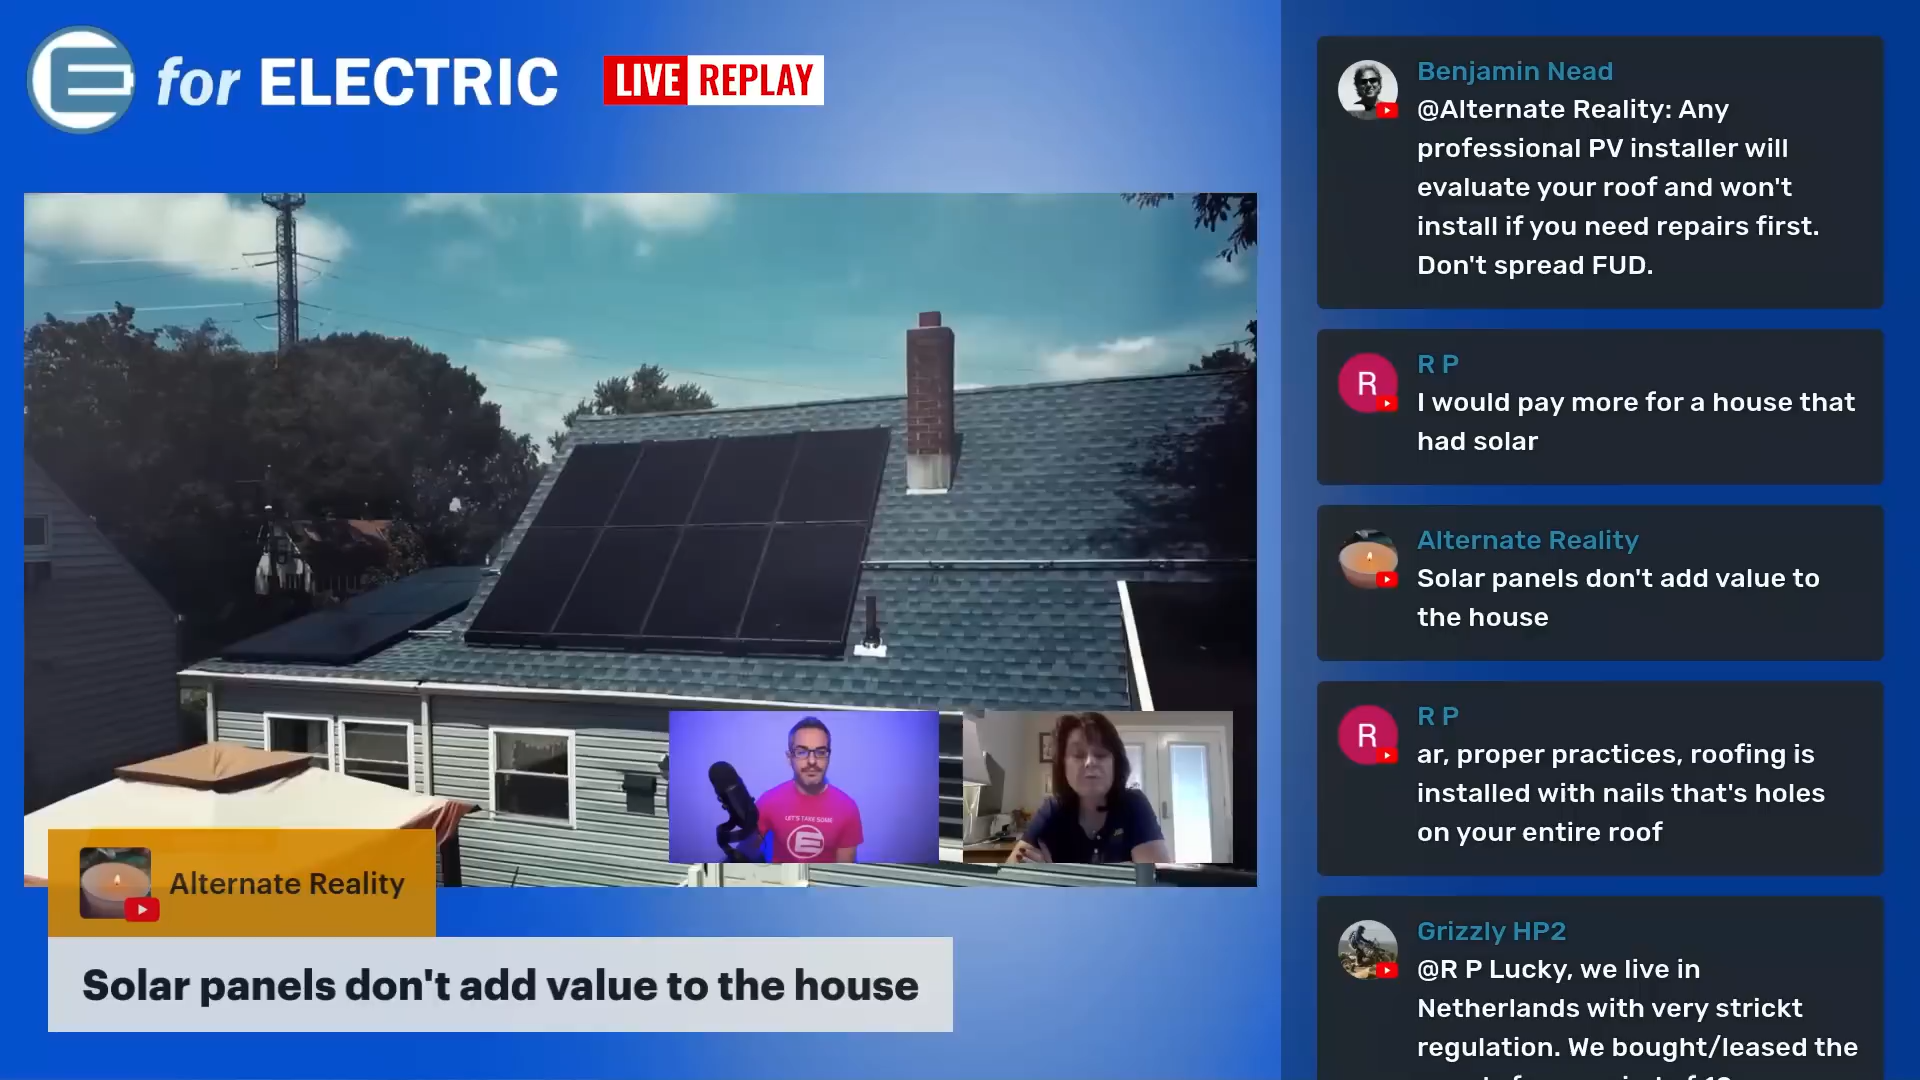 for ELECTRIC
LIVE REPLAY
Benjamin Nead
@Alternate Reality: Any
professional PV installer will
evaluate your roof and won't
install if you need repairs first.
Don't spread FUD.
R
R P
I would pay more for a house that
had solar
Alternate Reality
Solar panels don't add value to
the house
R
R P
ar, proper practices, roofing is
installed with nails that's holes
on your entire roof
Grizzly HP2
@R P Lucky, we live in
Netherlands with very strickt
regulation. We bought/leased the
LET'S TALK SOME
Alternate Reality
Solar panels don't add value to the house